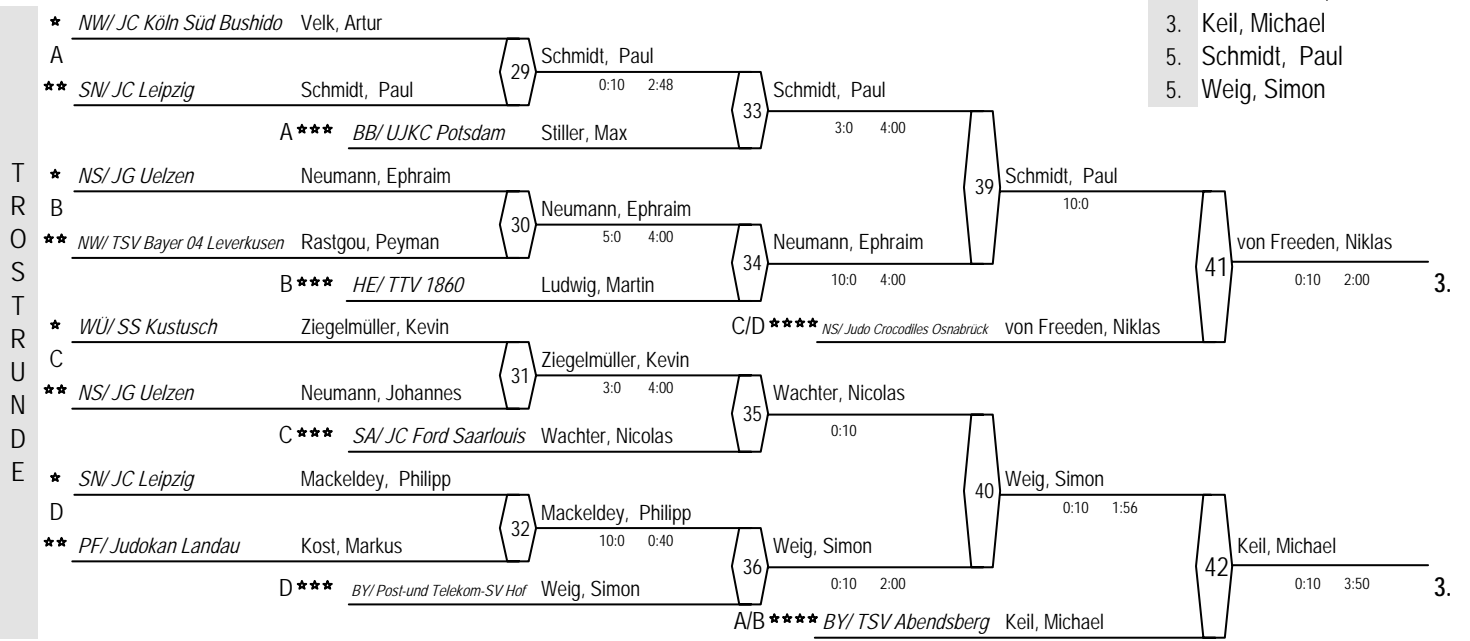 3. Keil, Michael
5. Schmidt, Paul
5. Weig, Simon
TROSTRUNDE
* NW/ JC Köln Süd Bushido Velk, Artur
A
** SN/ JC Leipzig Schmidt, Paul
29
Schmidt, Paul
0:10 2:48
A *** BB/ UJKC Potsdam Stiller, Max
33
Schmidt, Paul
3:0 4:00
* NS/ JG Uelzen Neumann, Ephraim
B
** NW/ TSV Bayer 04 Leverkusen Rastgou, Peyman
30
Neumann, Ephraim
5:0 4:00
B *** HE/ TTV 1860 Ludwig, Martin
34
Neumann, Ephraim
10:0 4:00
39
Schmidt, Paul
10:0
C/D **** NS/ Judo Crocodiles Osnabrück von Freeden, Niklas
41
von Freeden, Niklas
0:10 2:00 3.
* WÜ/ SS Kustusch Ziegelmüller, Kevin
C
** NS/ JG Uelzen Neumann, Johannes
31
Ziegelmüller, Kevin
3:0 4:00
C *** SA/ JC Ford Saarlouis Wachter, Nicolas
35
Wachter, Nicolas
0:10
* SN/ JC Leipzig Mackeldey, Philipp
D
** PF/ Judokan Landau Kost, Markus
32
Mackeldey, Philipp
10:0 0:40
D *** BY/ Post-und Telekom-SV Hof Weig, Simon
36
Weig, Simon
0:10 2:00
40
Weig, Simon
0:10 1:56
A/B **** BY/ TSV Abendsberg Keil, Michael
42
Keil, Michael
0:10 3:50 3.